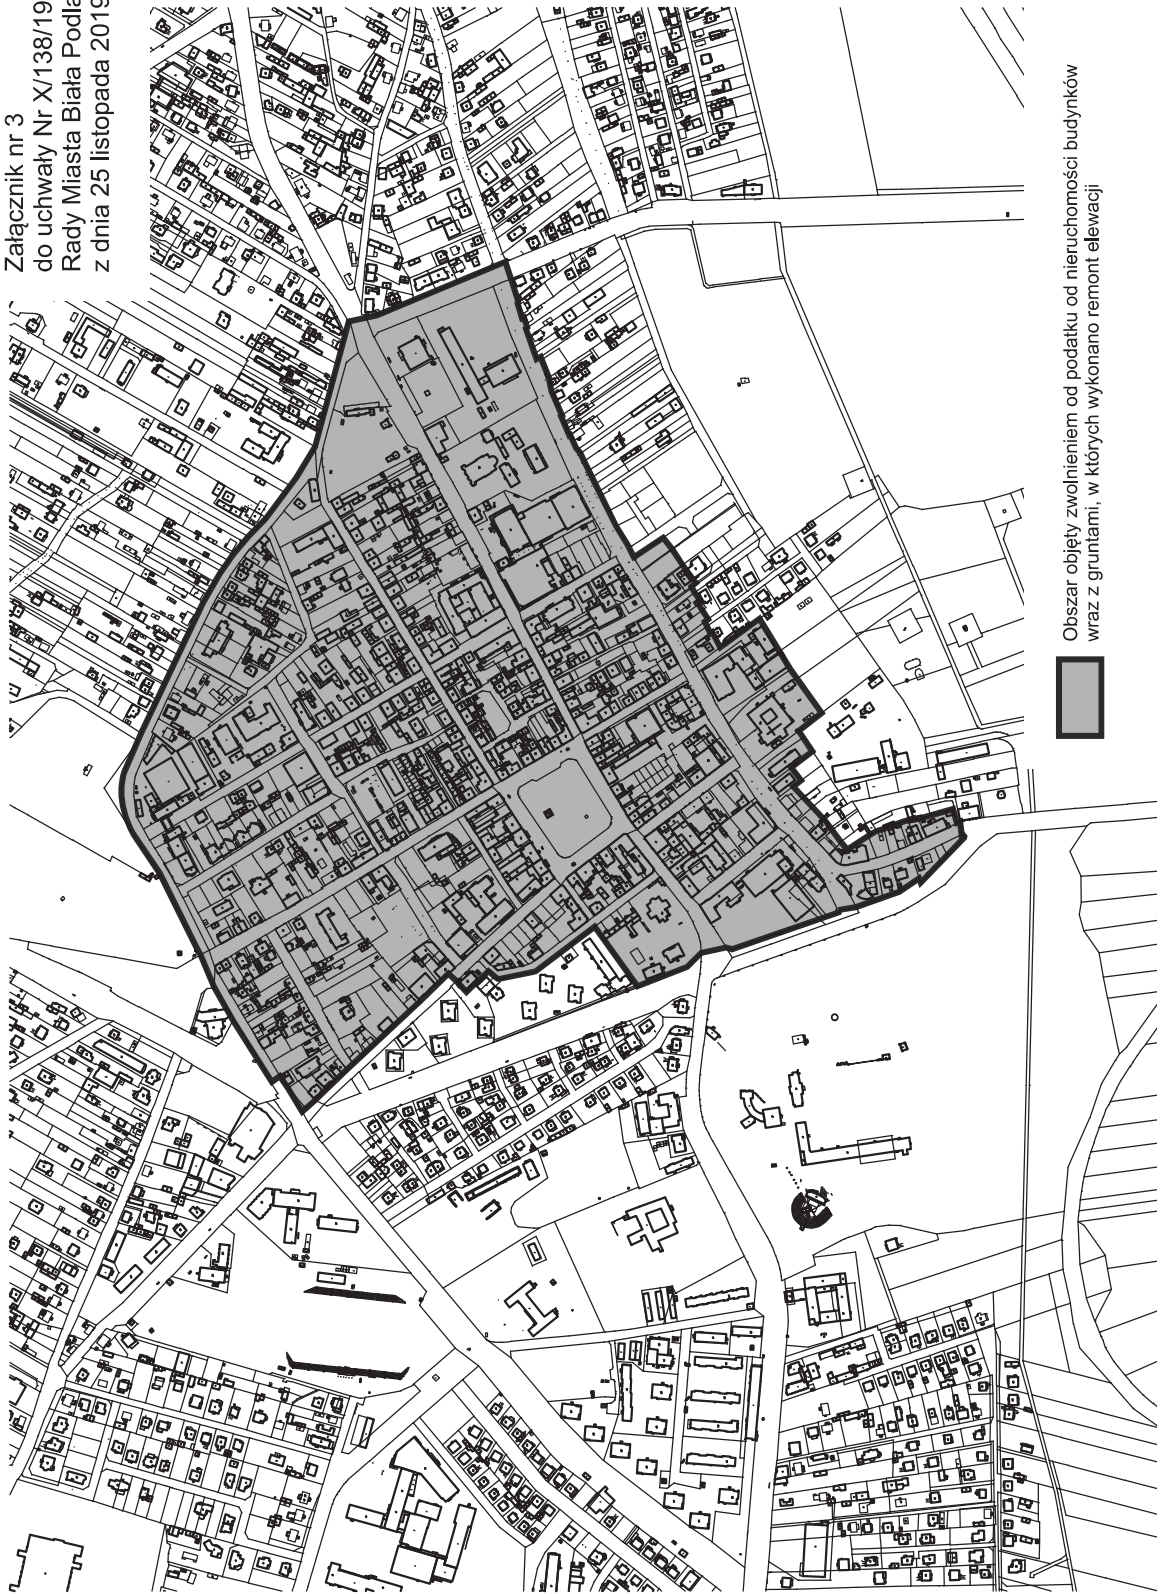 Załącznik nr 3
do uchwały Nr X/138/19
Rady Miasta Biała Podla
z dnia 25 listopada 2019
Obszar objęty zwolnieniem od podatku od nieruchomości budynków
wraz z gruntami, w których wykonano remont elewacji